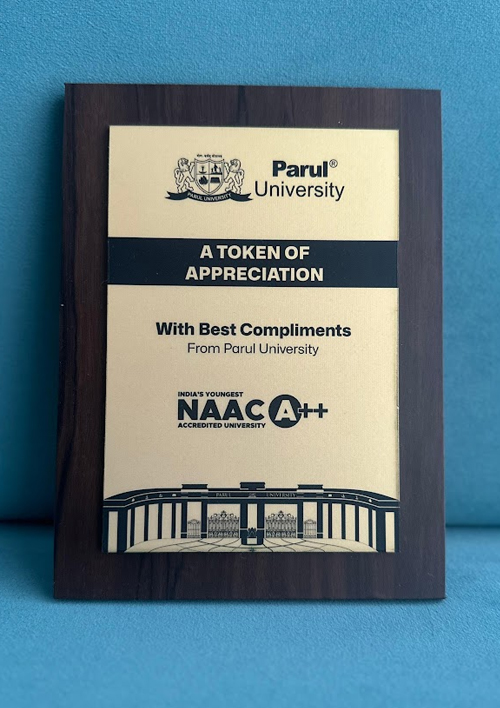 Parul®
University
PARUL UNIVERSITY
A TOKEN OF
APPRECIATION
With Best Compliments
From Parul University
INDIA'S YOUNGEST
NAAC A++
ACCREDITED UNIVERSITY
PARUL UNIVERSITY